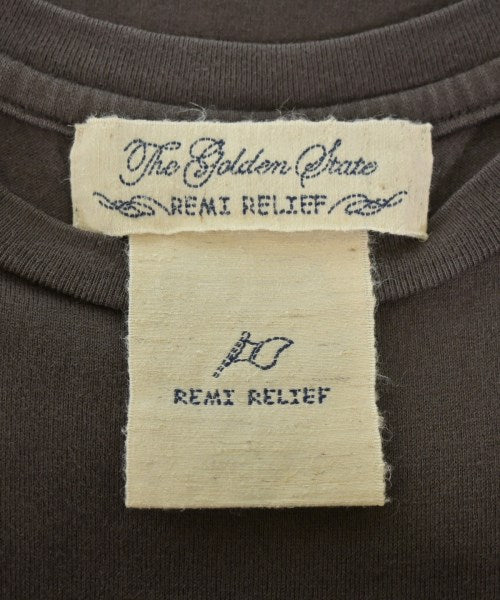 The Golden State
REMI RELIEF
REMI RELIEF